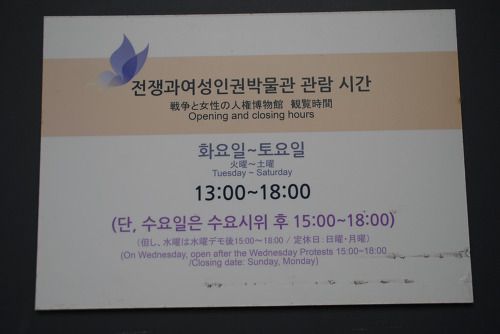 전쟁과여성인권박물관 관람 시간
戦争と女性の人権博物館 観覧時間
Opening and closing hours
화요일~토요일
火曜～土曜
Tuesday ~ Saturday
13:00~18:00
(단, 수요일은 수요시위 후 15:00~18:00)
(但し、水曜は水曜デモ後15:00～18:00 / 定休日:日曜・月曜)
(On Wednesday, open after the Wednesday Protests 15:00~18:00
/Closing date: Sunday, Monday)